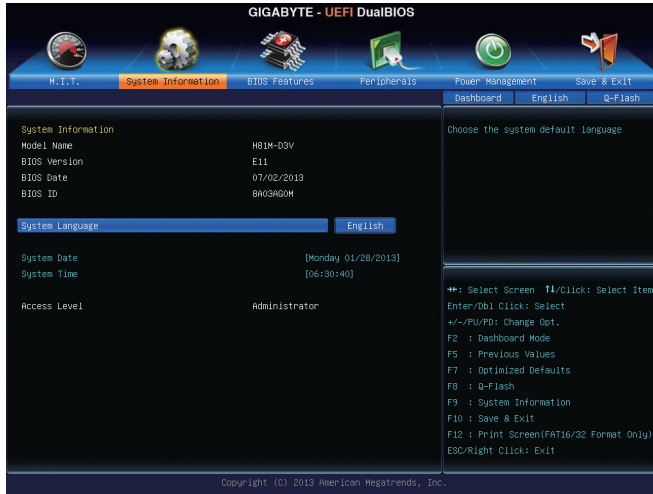 GIGABYTE - UEFI DualBIOS
M.I.T. System Information BIOS Features Peripherals Power Management Save & Exit
Dashboard English Q-Flash
System Information
Model Name H81M-D3V
BIOS Version E11
BIOS Date 07/02/2013
BIOS ID 8A03AG0M
System Language English
System Date [Monday 01/28/2013]
System Time [06:30:40]
Access Level Administrator
Choose the system default language
→←: Select Screen ↑↓/Click: Select Item
Enter/Dbl Click: Select
+/-/PU/PD: Change Opt.
F2 : Dashboard Mode
F5 : Previous Values
F7 : Optimized Defaults
F8 : Q-Flash
F9 : System Information
F10 : Save & Exit
F12 : Print Screen(FAT16/32 Format Only)
ESC/Right Click: Exit
Copyright (C) 2013 American Megatrends, Inc.